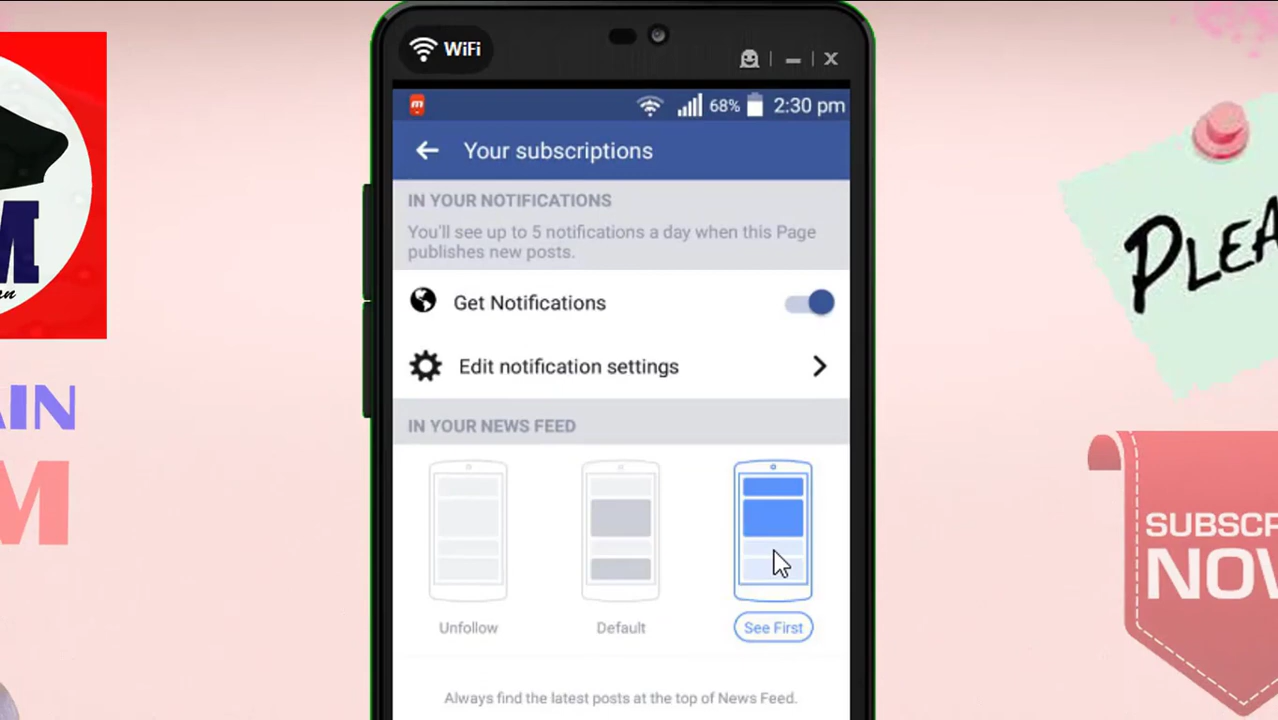 WiFi
68% 2:30 pm
Your subscriptions
IN YOUR NOTIFICATIONS
You'll see up to 5 notifications a day when this Page
publishes new posts.
Get Notifications
Edit notification settings
IN YOUR NEWS FEED
Unfollow
Default
See First
Always find the latest posts at the top of News Feed.
M
AIN
M
PLEA
SUBSCR
NOW